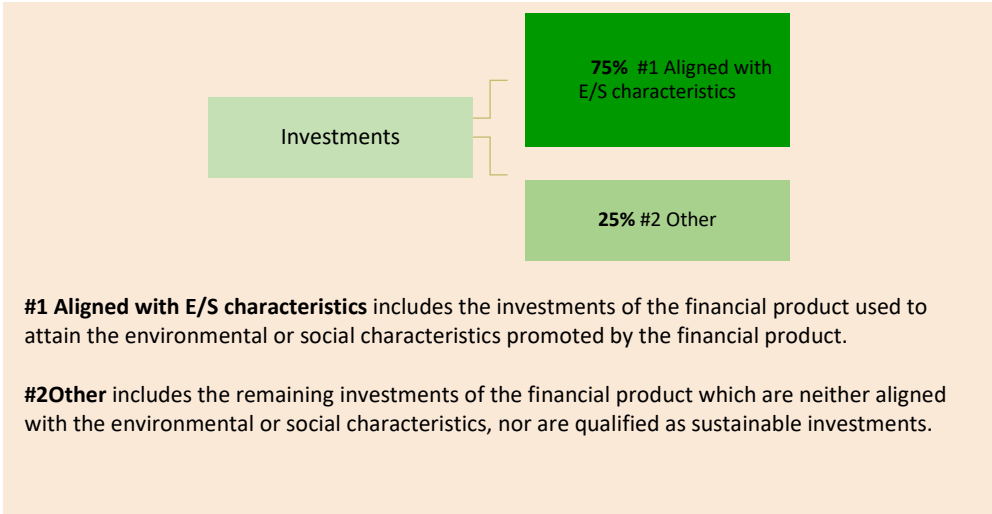 75% #1 Aligned with
E/S characteristics
Investments
25% #2 Other
#1 Aligned with E/S characteristics includes the investments of the financial product used to
attain the environmental or social characteristics promoted by the financial product.
#2Other includes the remaining investments of the financial product which are neither aligned
with the environmental or social characteristics, nor are qualified as sustainable investments.